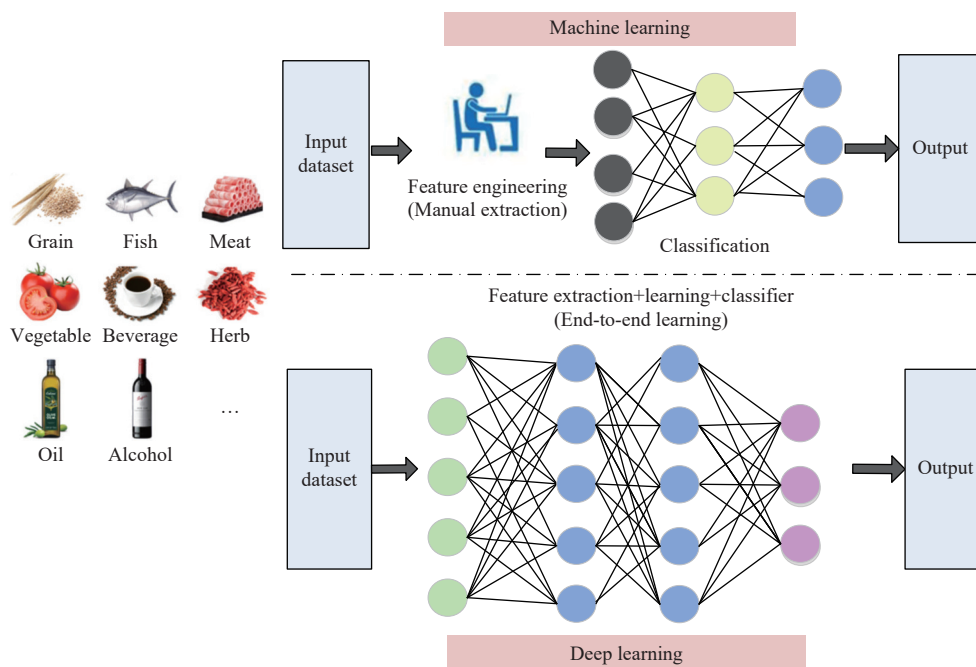 Machine learning
Input
dataset
Feature engineering
(Manual extraction)
Classification
Output
Grain Fish Meat
Vegetable Beverage Herb
Oil Alcohol ...
Feature extraction+learning+classifier
(End-to-end learning)
Input
dataset
Output
Deep learning